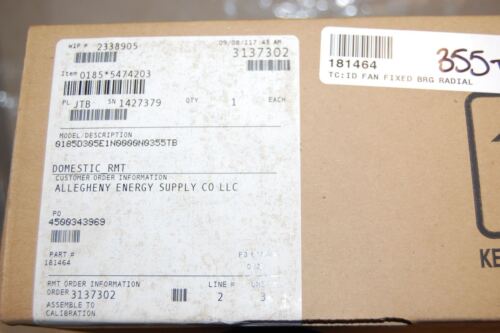 WIP # 2338905
09/08/11 7:45 AM
3137302
Item 0185*5474203
PL JTB SN 1427379 QTY 1 EACH
MODEL/DESCRIPTION
0185D305E1N0000N0355TB
DOMESTIC RMT
CUSTOMER ORDER INFORMATION
ALLEGHENY ENERGY SUPPLY CO LLC
PO
4500343969
PART #
181464
RMT ORDER INFORMATION
ORDER 3137302
LINE # 2
3
ASSEMBLE TO
CALIBRATION
181464
TC:ID FAN FIXED BRG RADIAL
355
KE